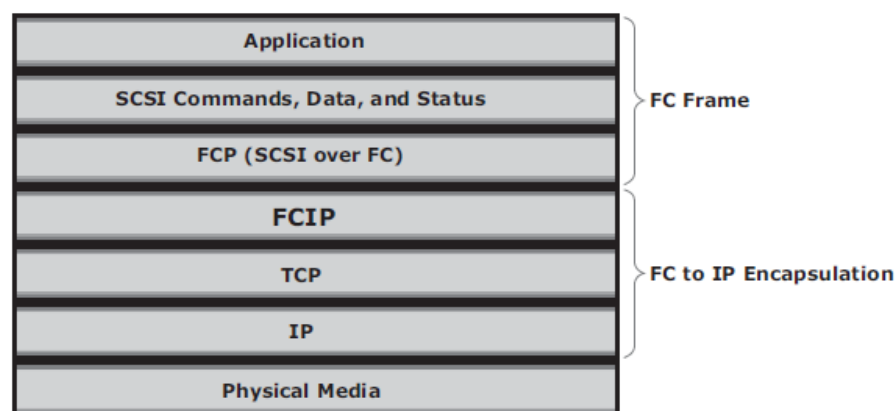 Application
SCSI Commands, Data, and Status
FC Frame
FCP (SCSI over FC)
FCIP
TCP
FC to IP Encapsulation
IP
Physical Media